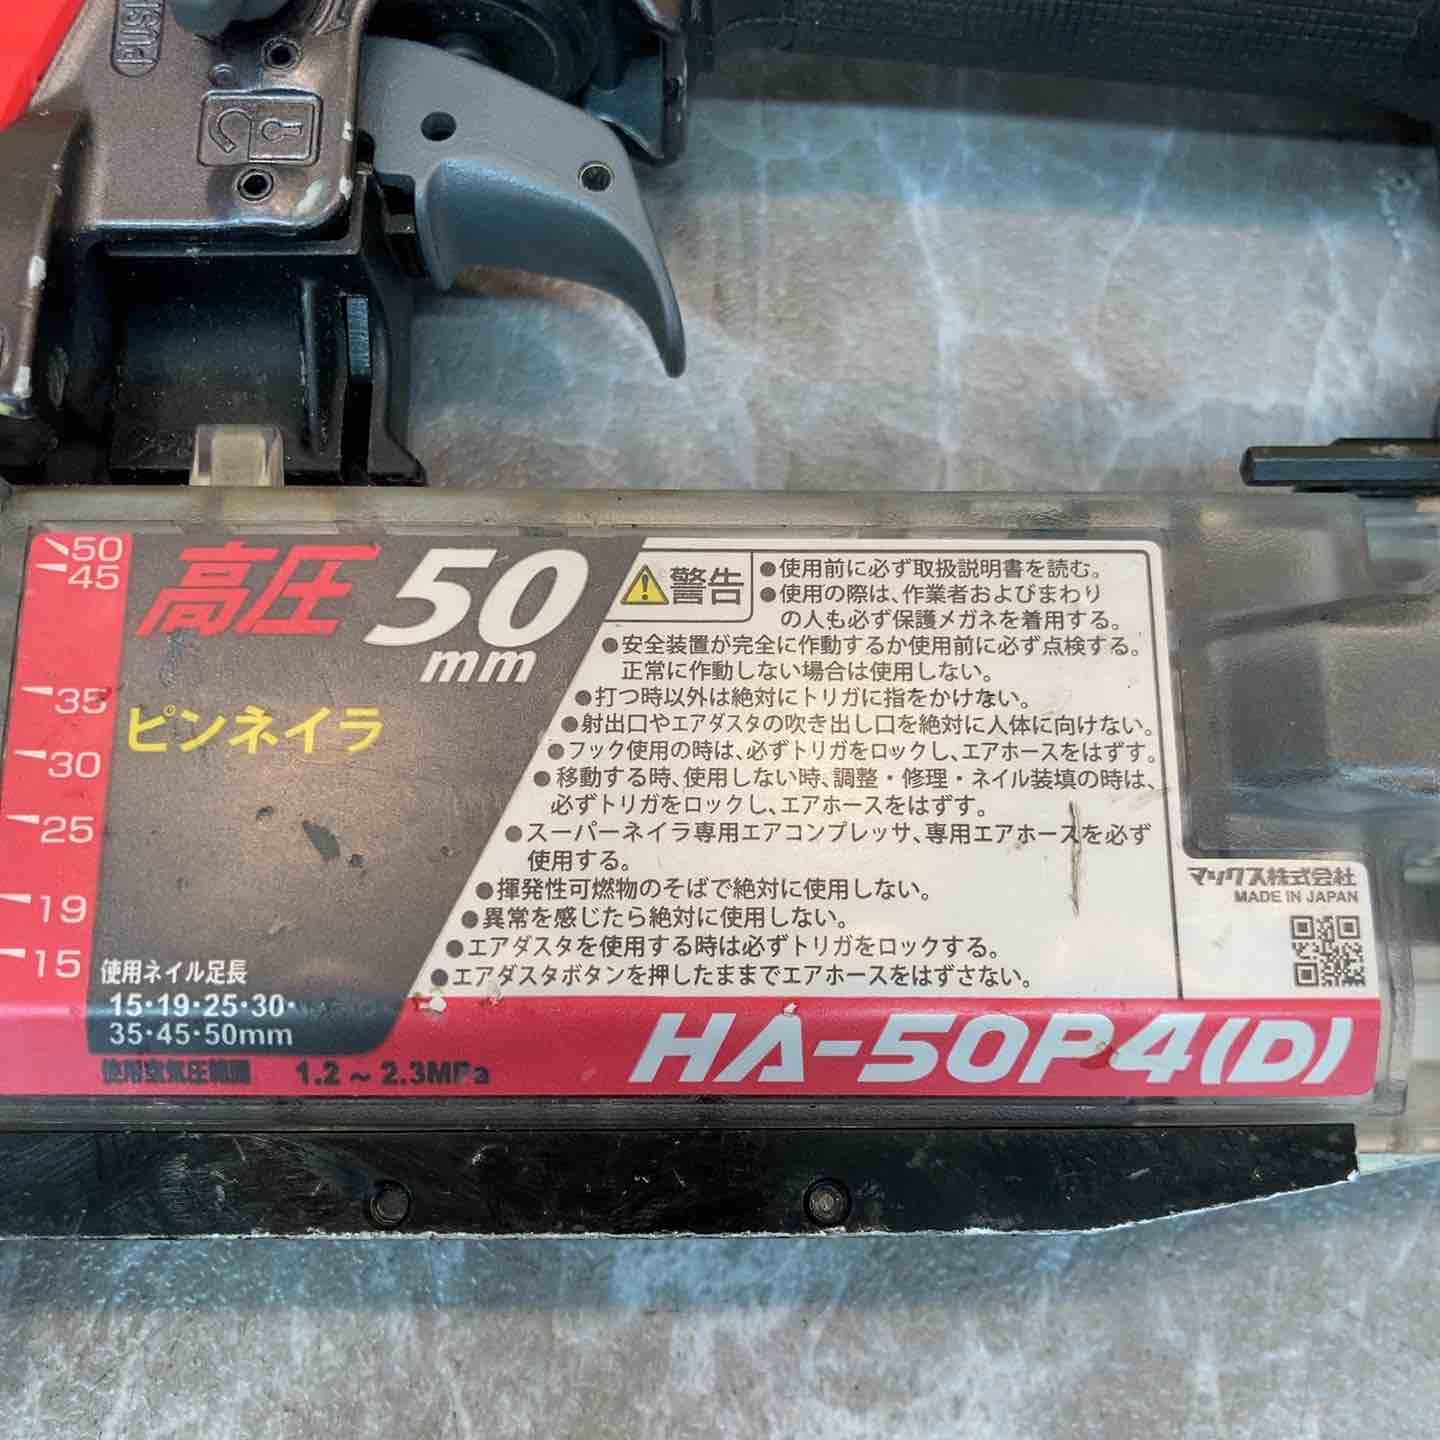 PUSH
50
45
35
30
25
19
15
高圧 50
mm
ピンネイラ
使用ネイル足長
15・19・25・30・
35・45・50mm
使用空気圧範囲 1.2 ~ 2.3MPa
警告
●使用前に必ず取扱説明書を読む。
●使用の際は、作業者およびまわり
の人も必ず保護メガネを着用する。
●安全装置が完全に作動するか使用前に必ず点検する。
正常に作動しない場合は使用しない。
●打つ時以外は絶対にトリガに指をかけない。
●射出口やエアダスタの吹き出し口を絶対に人体に向けない。
●フック使用の時は、必ずトリガをロックし、エアホースをはずす。
●移動する時、使用しない時、調整・修理・ネイル装填の時は、
必ずトリガをロックし、エアホースをはずす。
●スーパーネイラ専用エアコンプレッサ、専用エアホースを必ず
使用する。
●揮発性可燃物のそばで絶対に使用しない。
●異常を感じたら絶対に使用しない。
●エアダスタを使用する時は必ずトリガをロックする。
●エアダスタボタンを押したままでエアホースをはずさない。
マックス株式会社
MADE IN JAPAN
HA-50P4(D)